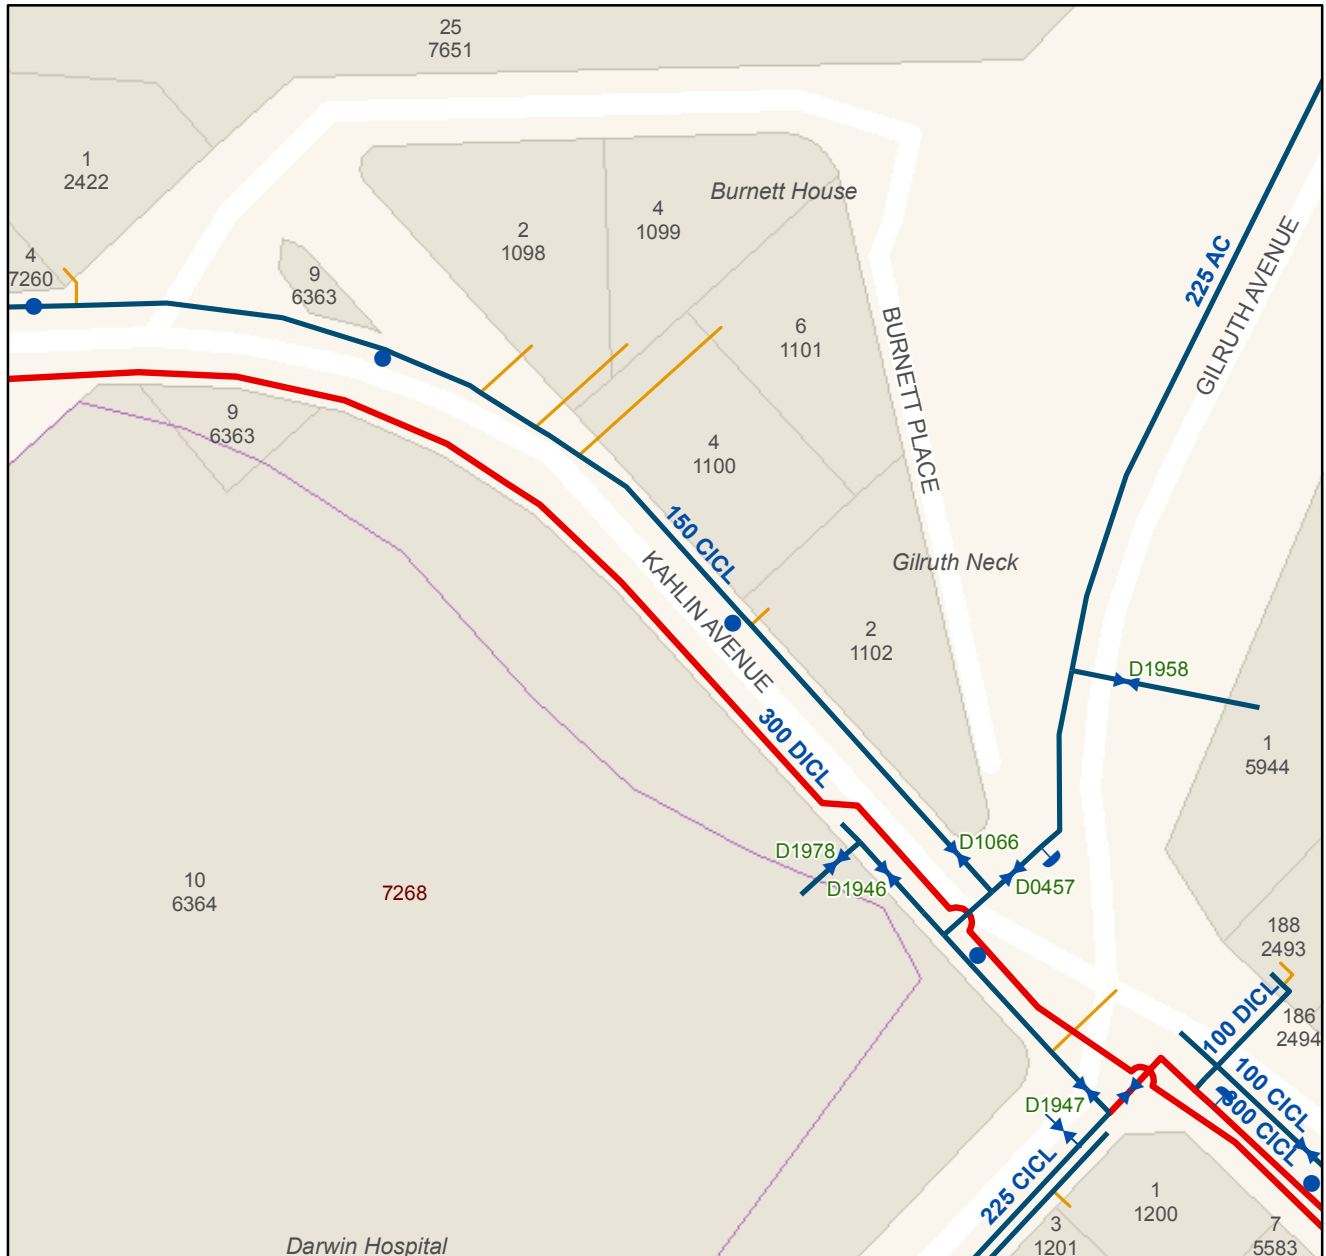 25
7651
1
2422
Burnett House
4
1099
2
1098
4
7260
9
6363
225 AC
GILRUTH AVENUE
6
1101
BURNETT PLACE
9
6363
4
1100
150 CICL
Gilruth Neck
KAHLIN AVENUE
2
1102
D1958
300 DICL
1
5944
D1066
D1978
D1946
D0457
10
6364
7268
188
2493
100 DICL
186
2494
100 CICL
300 CICL
D1947
225 CICL
1
1200
3
1201
7
5583
Darwin Hospital